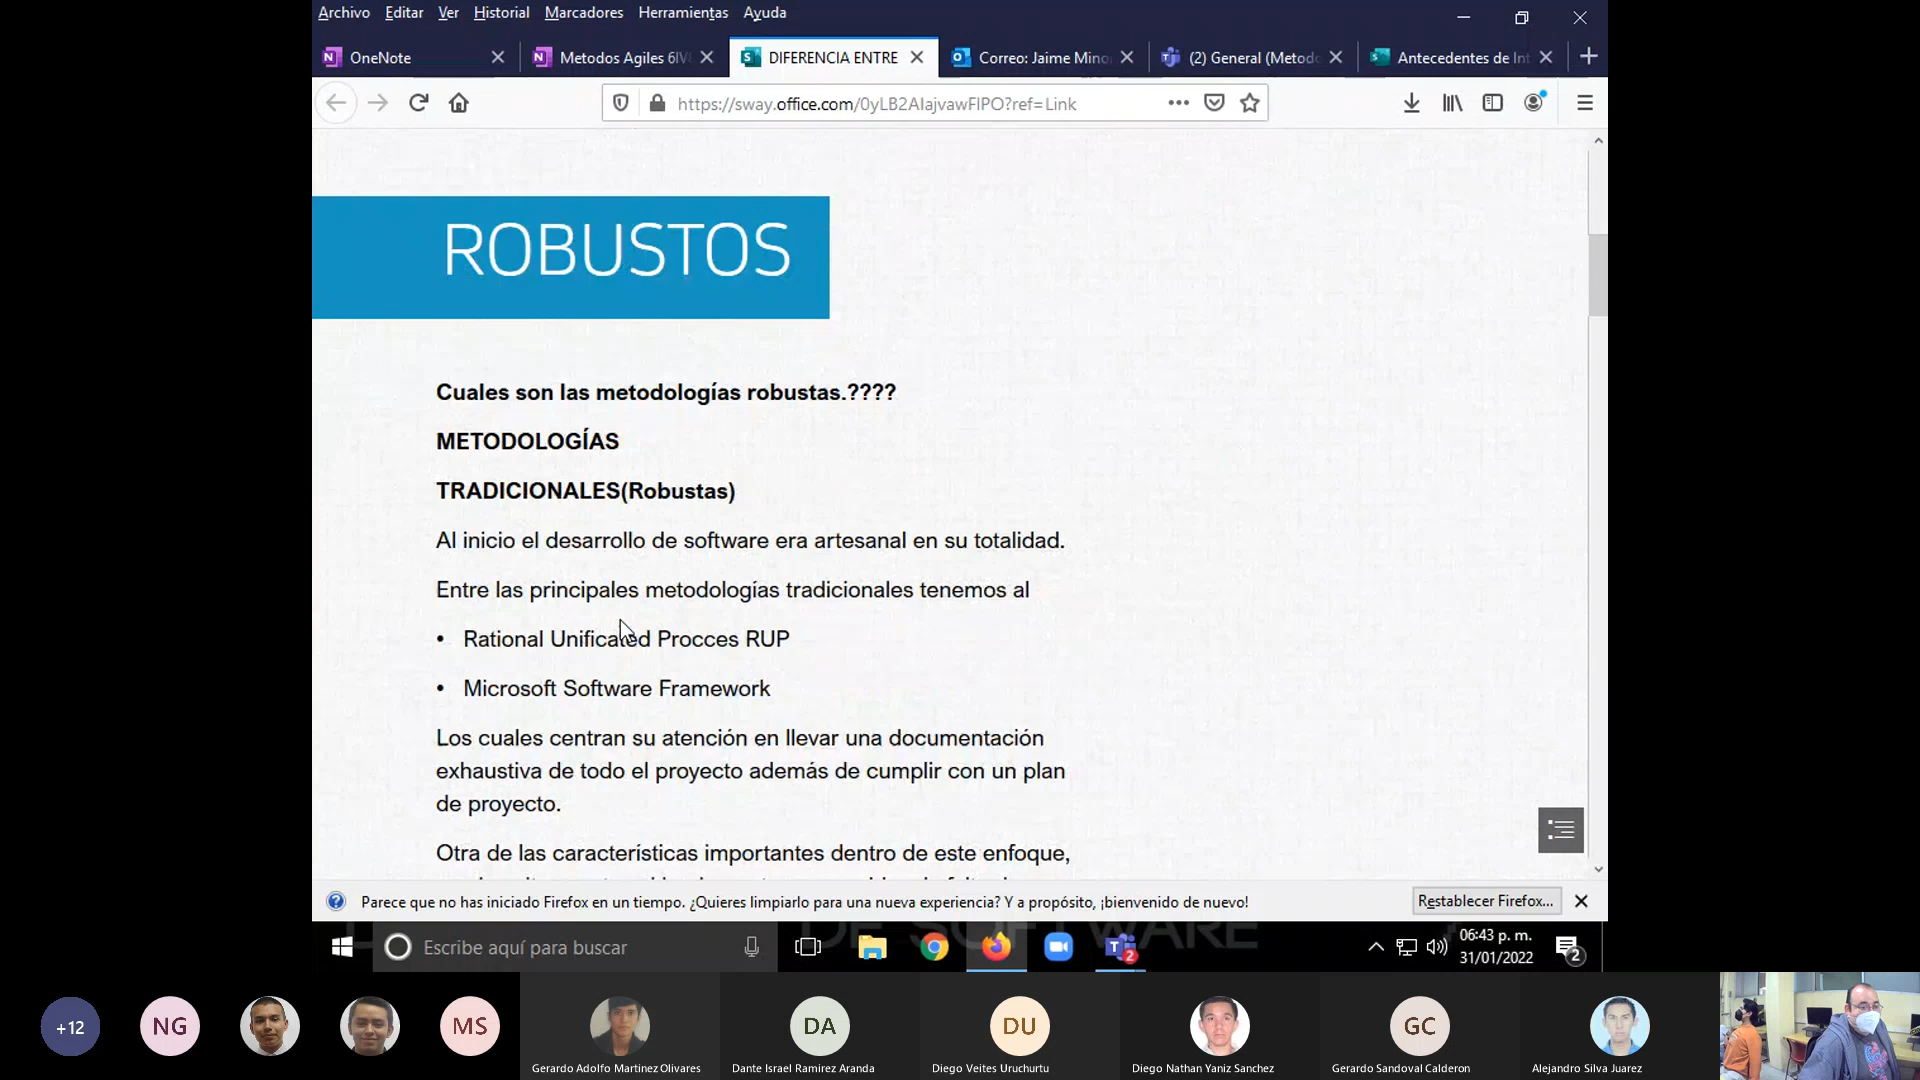 Archivo Editar Ver Historial Marcadores Herramientas Ayuda
OneNote
Metodos Agiles 6IV
DIFERENCIA ENTRE
Correo: Jaime Mino
(2) General (Metod
Antecedentes de Int
https://sway.office.com/0yLB2AIajvawFIPO?ref=Link
ROBUSTOS
Cuales son las metodologías robustas.????
METODOLOGÍAS
TRADICIONALES(Robustas)
Al inicio el desarrollo de software era artesanal en su totalidad.
Entre las principales metodologías tradicionales tenemos al
• Rational Unificated Procces RUP
• Microsoft Software Framework
Los cuales centran su atención en llevar una documentación
exhaustiva de todo el proyecto además de cumplir con un plan
de proyecto.
Otra de las características importantes dentro de este enfoque,
Parece que no has iniciado Firefox en un tiempo. ¿Quieres limpiarlo para una nueva experiencia? Y a propósito, ¡bienvenido de nuevo!
Restablecer Firefox...
DE SOFTWARE
Escribe aquí para buscar
2
06:43 p. m.
31/01/2022
2
+12
NG
MS
DA
DU
GC
Gerardo Adolfo Martinez Olivares
Dante Israel Ramirez Aranda
Diego Veites Uruchurtu
Diego Nathan Yaniz Sanchez
Gerardo Sandoval Calderon
Alejandro Silva Juarez